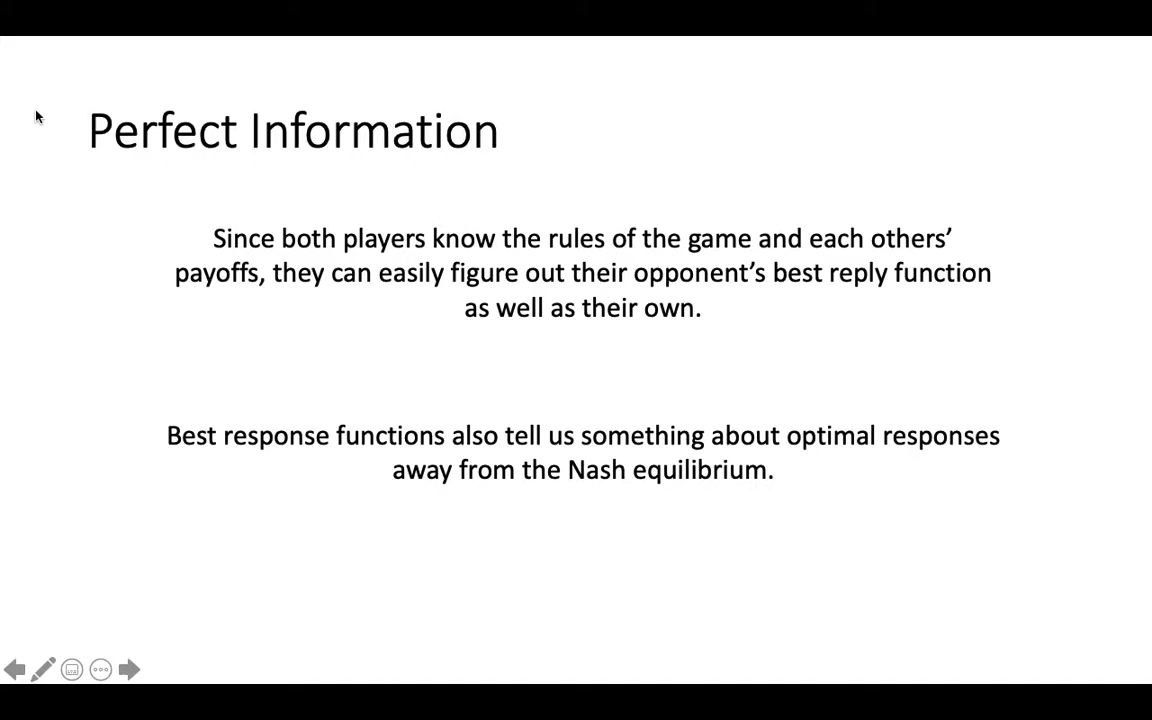 Perfect Information
Since both players know the rules of the game and each others’
payoffs, they can easily figure out their opponent’s best reply function
as well as their own.
Best response functions also tell us something about optimal responses
away from the Nash equilibrium.